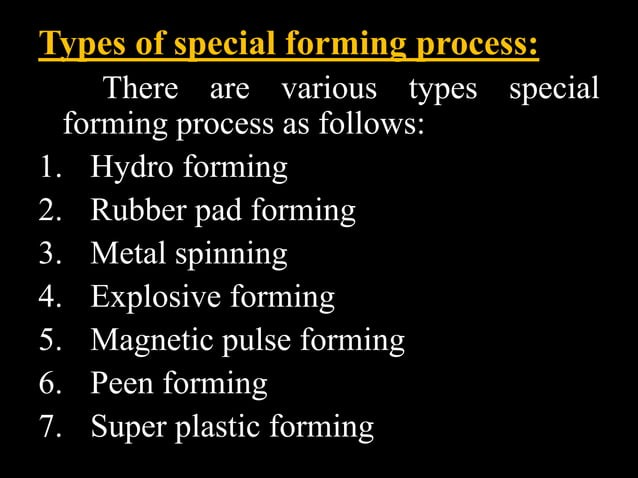 Types of special forming process:
There are various types special
forming process as follows:
1. Hydro forming
2. Rubber pad forming
3. Metal spinning
4. Explosive forming
5. Magnetic pulse forming
6. Peen forming
7. Super plastic forming